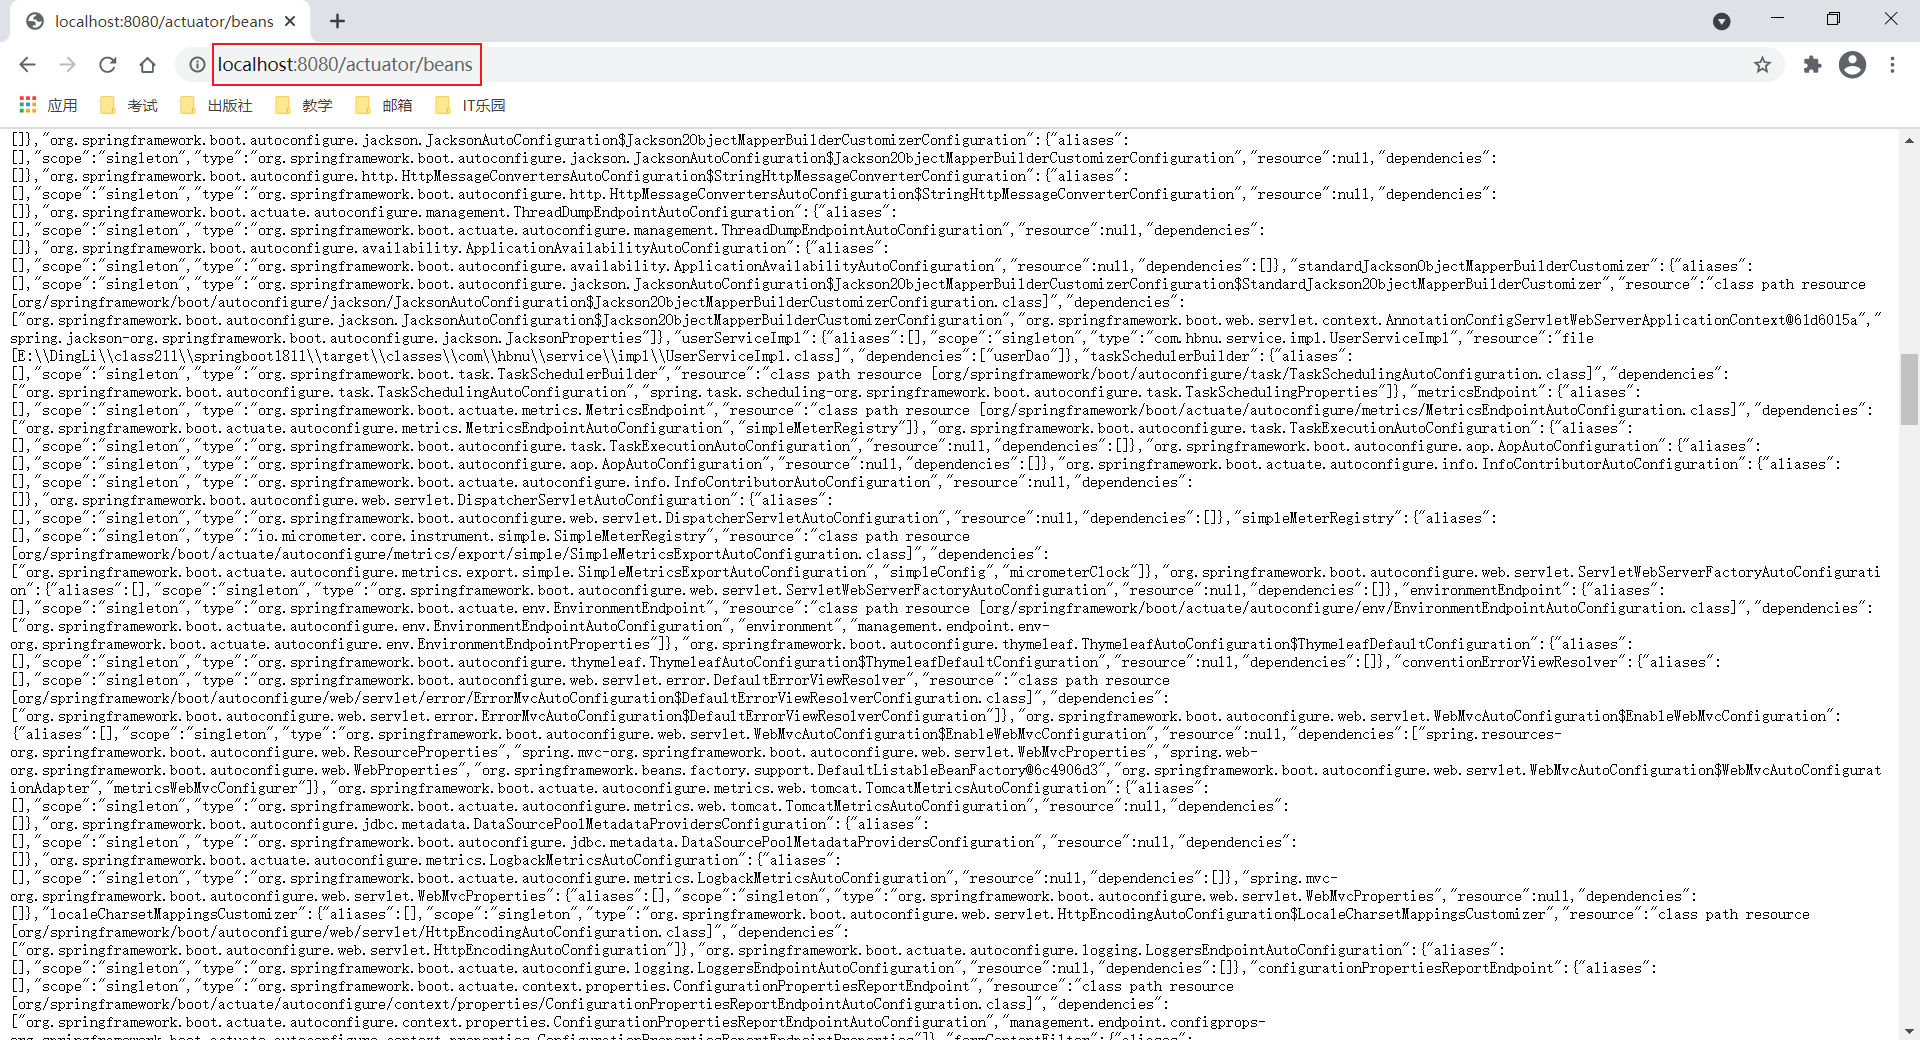 localhost:8080/actuator/beans
localhost:8080/actuator/beans
应用 考试 出版社 教学 邮箱 IT乐园
[]},"org.springframework.boot.autoconfigure.jackson.JacksonAutoConfiguration$Jackson2ObjectMapperBuilderCustomizerConfiguration":{"aliases":
[],"scope":"singleton","type":"org.springframework.boot.autoconfigure.jackson.JacksonAutoConfiguration$Jackson2ObjectMapperBuilderCustomizerConfiguration","resource":null,"dependencies":
[]},"org.springframework.boot.autoconfigure.http.HttpMessageConvertersAutoConfiguration$StringHttpMessageConverterConfiguration":{"aliases":
[],"scope":"singleton","type":"org.springframework.boot.autoconfigure.http.HttpMessageConvertersAutoConfiguration$StringHttpMessageConverterConfiguration","resource":null,"dependencies":
[]},"org.springframework.boot.actuate.autoconfigure.management.ThreadDumpEndpointAutoConfiguration":{"aliases":
[],"scope":"singleton","type":"org.springframework.boot.actuate.autoconfigure.management.ThreadDumpEndpointAutoConfiguration","resource":null,"dependencies":
[]},"org.springframework.boot.autoconfigure.availability.ApplicationAvailabilityAutoConfiguration":{"aliases":
[],"scope":"singleton","type":"org.springframework.boot.autoconfigure.availability.ApplicationAvailabilityAutoConfiguration","resource":null,"dependencies":[]},"standardJacksonObjectMapperBuilderCustomizer":{"aliases":
[],"scope":"singleton","type":"org.springframework.boot.autoconfigure.jackson.JacksonAutoConfiguration$Jackson2ObjectMapperBuilderCustomizerConfiguration$StandardJackson2ObjectMapperBuilderCustomizer","resource":"class path resource
[org/springframework/boot/autoconfigure/jackson/JacksonAutoConfiguration$Jackson2ObjectMapperBuilderCustomizerConfiguration.class]","dependencies":
["org.springframework.boot.autoconfigure.jackson.JacksonAutoConfiguration$Jackson2ObjectMapperBuilderCustomizerConfiguration","org.springframework.boot.web.servlet.context.AnnotationConfigServletWebServerApplicationContext@61d6015a","
spring.jackson-org.springframework.boot.autoconfigure.jackson.JacksonProperties"]},"userServiceImpl":{"aliases":[],"scope":"singleton","type":"com.hbnu.service.impl.UserServiceImpl","resource":"file
[E:\\DingLi\\class211\\springboot1811\\target\\classes\\com\\hbnu\\service\\impl\\UserServiceImpl.class]","dependencies":["userDao"]},"taskSchedulerBuilder":{"aliases":
[],"scope":"singleton","type":"org.springframework.boot.task.TaskSchedulerBuilder","resource":"class path resource [org/springframework/boot/autoconfigure/task/TaskSchedulingAutoConfiguration.class]","dependencies":
["org.springframework.boot.autoconfigure.task.TaskSchedulingAutoConfiguration","spring.task.scheduling-org.springframework.boot.autoconfigure.task.TaskSchedulingProperties"]},"metricsEndpoint":{"aliases":
[],"scope":"singleton","type":"org.springframework.boot.actuate.metrics.MetricsEndpoint","resource":"class path resource [org/springframework/boot/actuate/autoconfigure/metrics/MetricsEndpointAutoConfiguration.class]","dependencies":
["org.springframework.boot.actuate.autoconfigure.metrics.MetricsEndpointAutoConfiguration","simpleMeterRegistry"]},"org.springframework.boot.autoconfigure.task.TaskExecutionAutoConfiguration":{"aliases":
[],"scope":"singleton","type":"org.springframework.boot.autoconfigure.task.TaskExecutionAutoConfiguration","resource":null,"dependencies":[]},"org.springframework.boot.autoconfigure.aop.AopAutoConfiguration":{"aliases":
[],"scope":"singleton","type":"org.springframework.boot.autoconfigure.aop.AopAutoConfiguration","resource":null,"dependencies":[]},"org.springframework.boot.actuate.autoconfigure.info.InfoContributorAutoConfiguration":{"aliases":
[],"scope":"singleton","type":"org.springframework.boot.actuate.autoconfigure.info.InfoContributorAutoConfiguration","resource":null,"dependencies":
[]},"org.springframework.boot.autoconfigure.web.servlet.DispatcherServletAutoConfiguration":{"aliases":
[],"scope":"singleton","type":"org.springframework.boot.autoconfigure.web.servlet.DispatcherServletAutoConfiguration","resource":null,"dependencies":[]},"simpleMeterRegistry":{"aliases":
[],"scope":"singleton","type":"io.micrometer.core.instrument.simple.SimpleMeterRegistry","resource":"class path resource
[org/springframework/boot/actuate/autoconfigure/metrics/export/simple/SimpleMetricsExportAutoConfiguration.class]","dependencies":
["org.springframework.boot.actuate.autoconfigure.metrics.export.simple.SimpleMetricsExportAutoConfiguration","simpleConfig","micrometerClock"]},"org.springframework.boot.autoconfigure.web.servlet.ServletWebServerFactoryAutoConfigurati
on":{"aliases":[],"scope":"singleton","type":"org.springframework.boot.autoconfigure.web.servlet.ServletWebServerFactoryAutoConfiguration","resource":null,"dependencies":[]},"environmentEndpoint":{"aliases":
[],"scope":"singleton","type":"org.springframework.boot.actuate.env.EnvironmentEndpoint","resource":"class path resource [org/springframework/boot/actuate/autoconfigure/env/EnvironmentEndpointAutoConfiguration.class]","dependencies":
["org.springframework.boot.actuate.autoconfigure.env.EnvironmentEndpointAutoConfiguration","environment","management.endpoint.env-
org.springframework.boot.actuate.autoconfigure.env.EnvironmentEndpointProperties"]},"org.springframework.boot.autoconfigure.thymeleaf.ThymeleafAutoConfiguration$ThymeleafDefaultConfiguration":{"aliases":
[],"scope":"singleton","type":"org.springframework.boot.autoconfigure.thymeleaf.ThymeleafAutoConfiguration$ThymeleafDefaultConfiguration","resource":null,"dependencies":[]},"conventionErrorViewResolver":{"aliases":
[],"scope":"singleton","type":"org.springframework.boot.autoconfigure.web.servlet.error.DefaultErrorViewResolver","resource":"class path resource
[org/springframework/boot/autoconfigure/web/servlet/error/ErrorMvcAutoConfiguration$DefaultErrorViewResolverConfiguration.class]","dependencies":
["org.springframework.boot.autoconfigure.web.servlet.error.ErrorMvcAutoConfiguration$DefaultErrorViewResolverConfiguration"]},"org.springframework.boot.autoconfigure.web.servlet.WebMvcAutoConfiguration$EnableWebMvcConfiguration":
{"aliases":[],"scope":"singleton","type":"org.springframework.boot.autoconfigure.web.servlet.WebMvcAutoConfiguration$EnableWebMvcConfiguration","resource":null,"dependencies":["spring.resources-
org.springframework.boot.autoconfigure.web.ResourceProperties","spring.mvc-org.springframework.boot.autoconfigure.web.servlet.WebMvcProperties","spring.web-
org.springframework.boot.autoconfigure.web.WebProperties","org.springframework.beans.factory.support.DefaultListableBeanFactory@6c4906d3","org.springframework.boot.autoconfigure.web.servlet.WebMvcAutoConfiguration$WebMvcAutoConfigurat
ionAdapter","metricsWebMvcConfigurer"]},"org.springframework.boot.actuate.autoconfigure.metrics.web.tomcat.TomcatMetricsAutoConfiguration":{"aliases":
[],"scope":"singleton","type":"org.springframework.boot.actuate.autoconfigure.metrics.web.tomcat.TomcatMetricsAutoConfiguration","resource":null,"dependencies":
[]},"org.springframework.boot.autoconfigure.jdbc.metadata.DataSourcePoolMetadataProvidersConfiguration":{"aliases":
[],"scope":"singleton","type":"org.springframework.boot.autoconfigure.jdbc.metadata.DataSourcePoolMetadataProvidersConfiguration","resource":null,"dependencies":
[]},"org.springframework.boot.actuate.autoconfigure.metrics.LogbackMetricsAutoConfiguration":{"aliases":
[],"scope":"singleton","type":"org.springframework.boot.actuate.autoconfigure.metrics.LogbackMetricsAutoConfiguration","resource":null,"dependencies":[]},"spring.mvc-
org.springframework.boot.autoconfigure.web.servlet.WebMvcProperties":{"aliases":[],"scope":"singleton","type":"org.springframework.boot.autoconfigure.web.servlet.WebMvcProperties","resource":null,"dependencies":
[]},"localeCharsetMappingsCustomizer":{"aliases":[],"scope":"singleton","type":"org.springframework.boot.autoconfigure.web.servlet.HttpEncodingAutoConfiguration$LocaleCharsetMappingsCustomizer","resource":"class path resource
[org/springframework/boot/autoconfigure/web/servlet/HttpEncodingAutoConfiguration.class]","dependencies":
["org.springframework.boot.autoconfigure.web.servlet.HttpEncodingAutoConfiguration"]},"org.springframework.boot.actuate.autoconfigure.logging.LoggersEndpointAutoConfiguration":{"aliases":
[],"scope":"singleton","type":"org.springframework.boot.actuate.autoconfigure.logging.LoggersEndpointAutoConfiguration","resource":null,"dependencies":[]},"configurationPropertiesReportEndpoint":{"aliases":
[],"scope":"singleton","type":"org.springframework.boot.actuate.context.properties.ConfigurationPropertiesReportEndpoint","resource":"class path resource
[org/springframework/boot/actuate/autoconfigure/context/properties/ConfigurationPropertiesReportEndpointAutoConfiguration.class]","dependencies":
["org.springframework.boot.actuate.autoconfigure.context.properties.ConfigurationPropertiesReportEndpointAutoConfiguration","management.endpoint.configprops-
org.springframework.boot.actuate.autoconfigure.context.properties.ConfigurationPropertiesReportEndpointProperties"]},"formContentFilter":{"aliases":